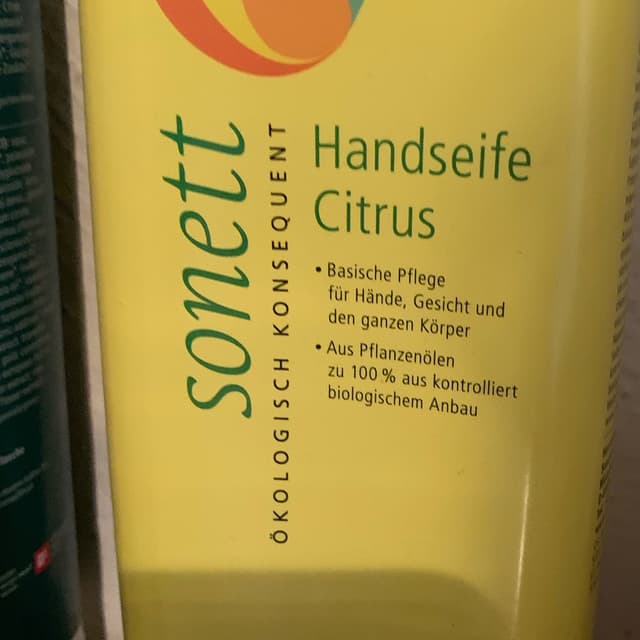 sonett
ÖKOLOGISCH KONSEQUENT
Handseife
Citrus
• Basische Pflege
für Hände, Gesicht und
den ganzen Körper
• Aus Pflanzenölen
zu 100 % aus kontrolliert
biologischem Anbau